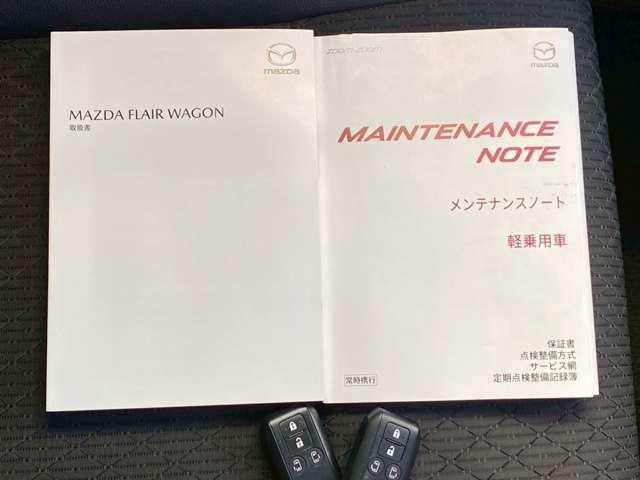 mazda
MAZDA FLAIR WAGON
取扱書
zoom-zoom
mazda
MAINTENANCE
NOTE
メンテナンスノート
軽乗用車
保証書
点検整備方式
サービス網
定期点検整備記録簿
常時携行